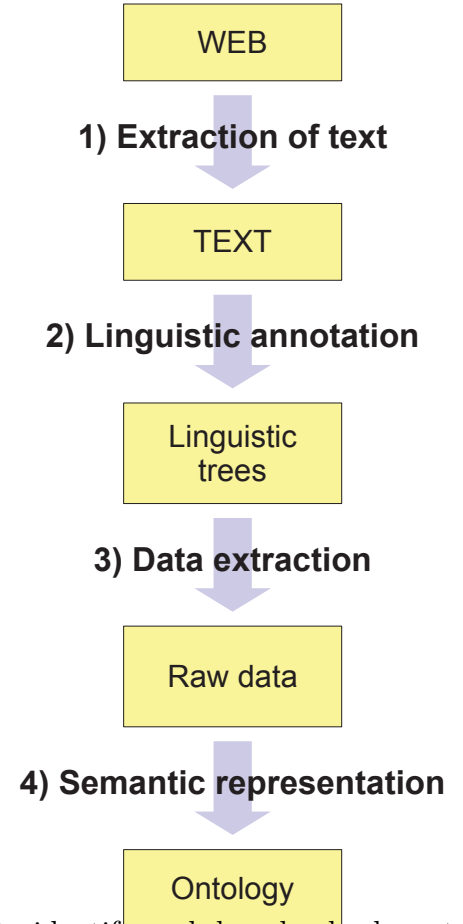 WEB
1) Extraction of text
TEXT
2) Linguistic annotation
Linguistic
trees
3) Data extraction
Raw data
4) Semantic representation
Ontology